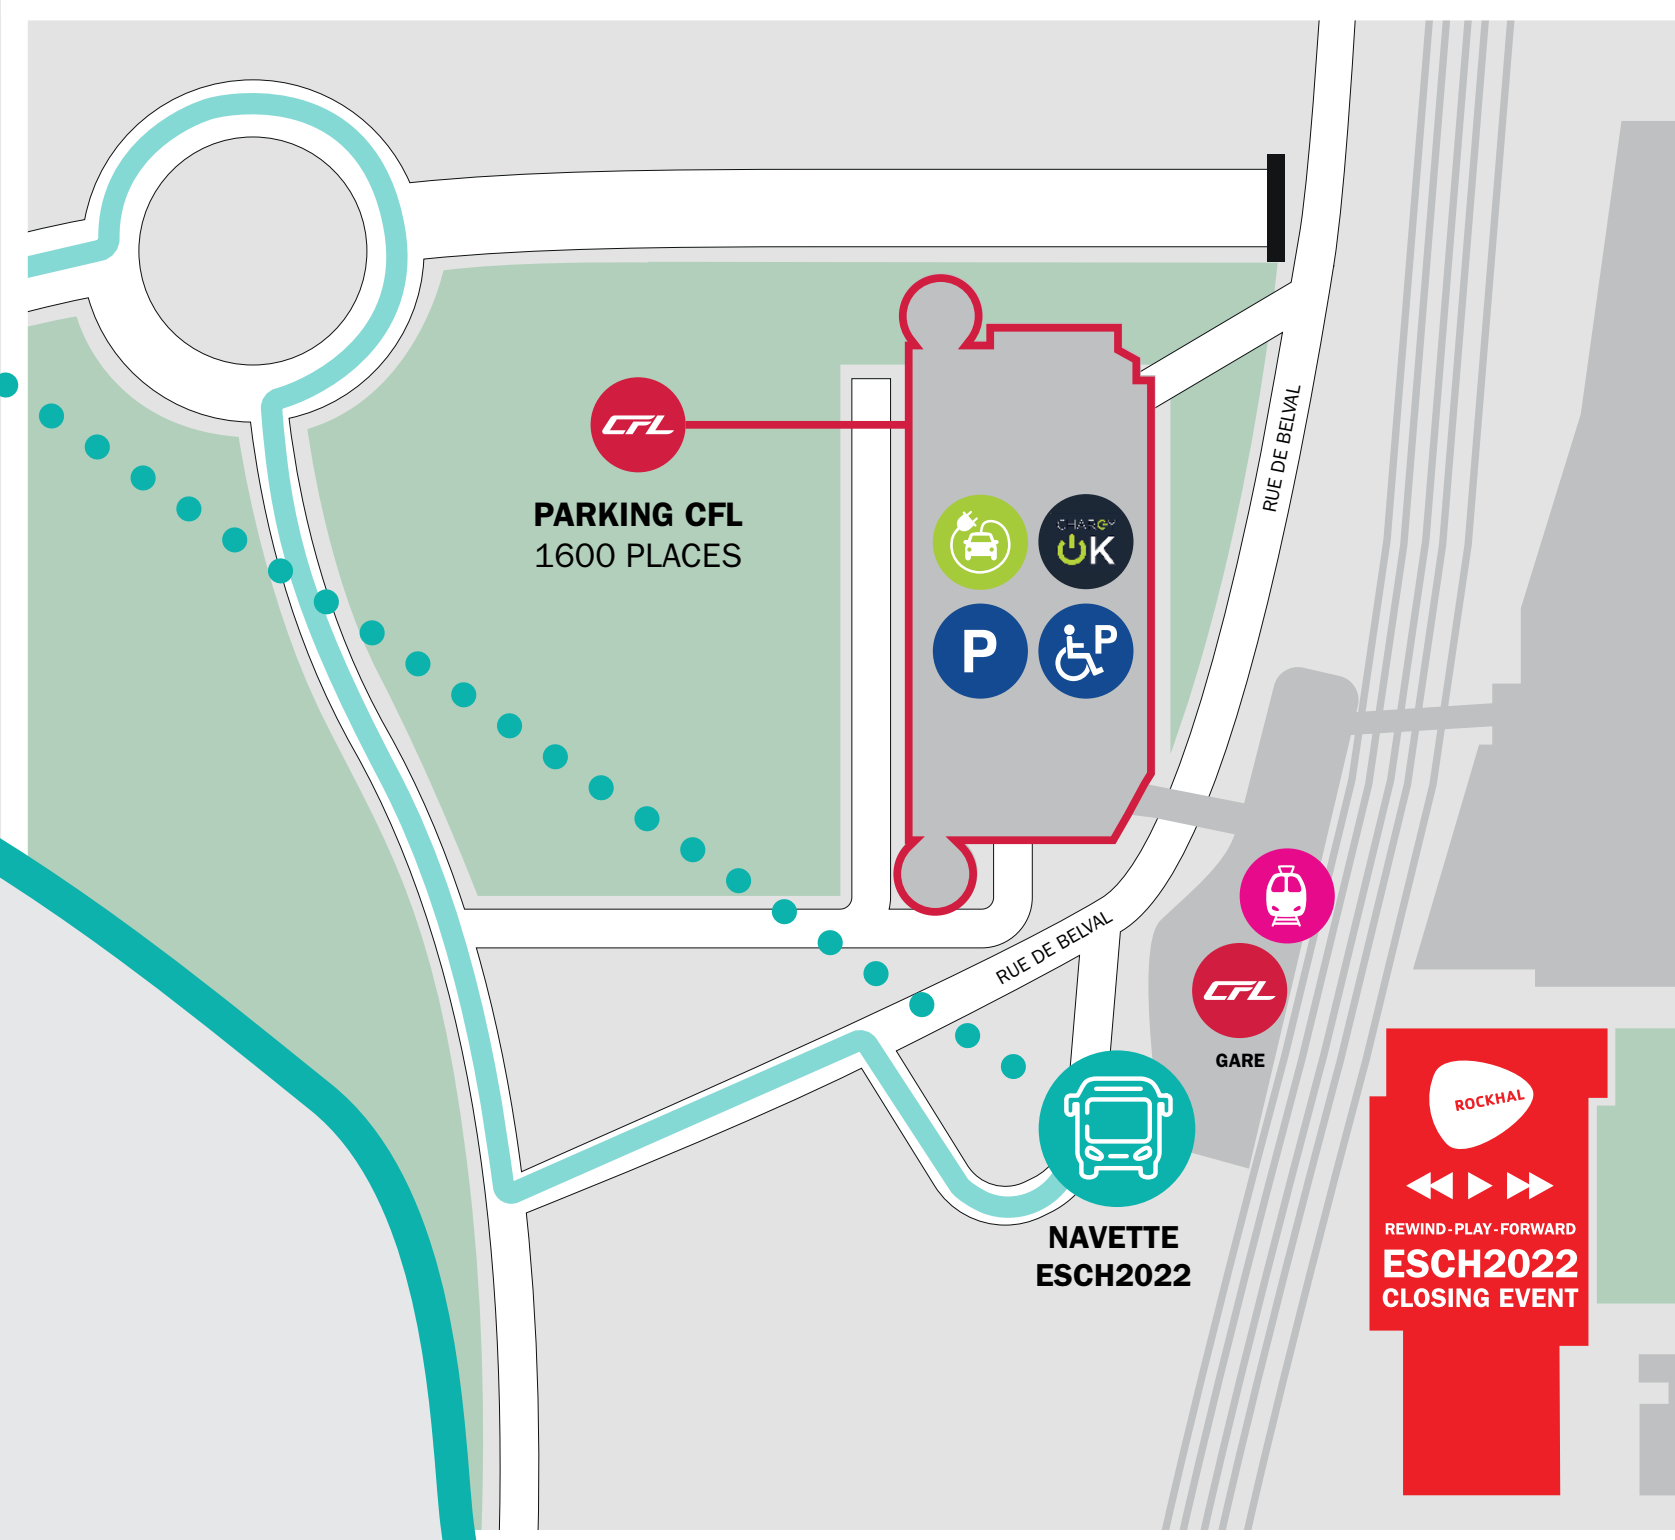 CFL
PARKING CFL
1600 PLACES
CHARGY
OK
P
P
RUE DE BELVAL
RUE DE BELVAL
CFL
GARE
NAVETTE
ESCH2022
ROCKHAL
REWIND-PLAY-FORWARD
ESCH2022
CLOSING EVENT